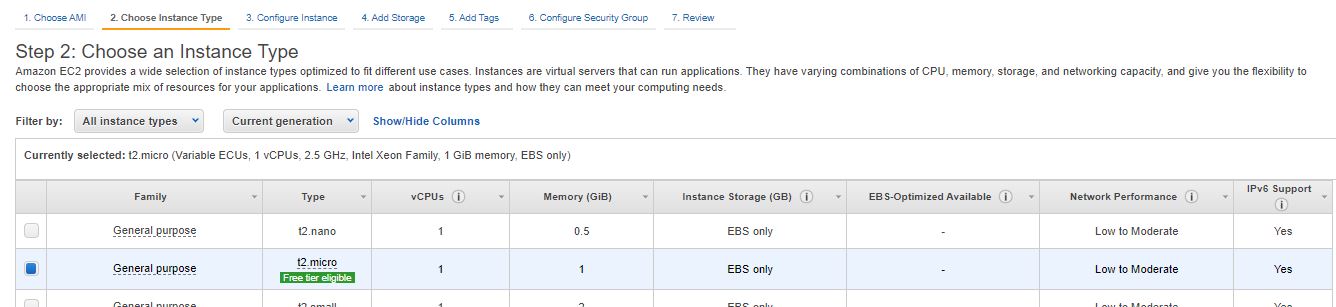 1. Choose AMI 2. Choose Instance Type 3. Configure Instance 4. Add Storage 5. Add Tags 6. Configure Security Group 7. Review
Step 2: Choose an Instance Type
Amazon EC2 provides a wide selection of instance types optimized to fit different use cases. Instances are virtual servers that can run applications. They have varying combinations of CPU, memory, storage, and networking capacity, and give you the flexibility to
choose the appropriate mix of resources for your applications. Learn more about instance types and how they can meet your computing needs.
Filter by: All instance types Current generation Show/Hide Columns
Currently selected: t2.micro (Variable ECUs, 1 vCPUs, 2.5 GHz, Intel Xeon Family, 1 GiB memory, EBS only)
Family Type vCPUs Memory (GiB) Instance Storage (GB) EBS-Optimized Available Network Performance IPv6 Support
General purpose t2.nano 1 0.5 EBS only - Low to Moderate Yes
General purpose t2.micro 1 1 EBS only - Low to Moderate Yes
Free tier eligible
General purpose t2.small 1 2 EBS only - Low to Moderate Yes